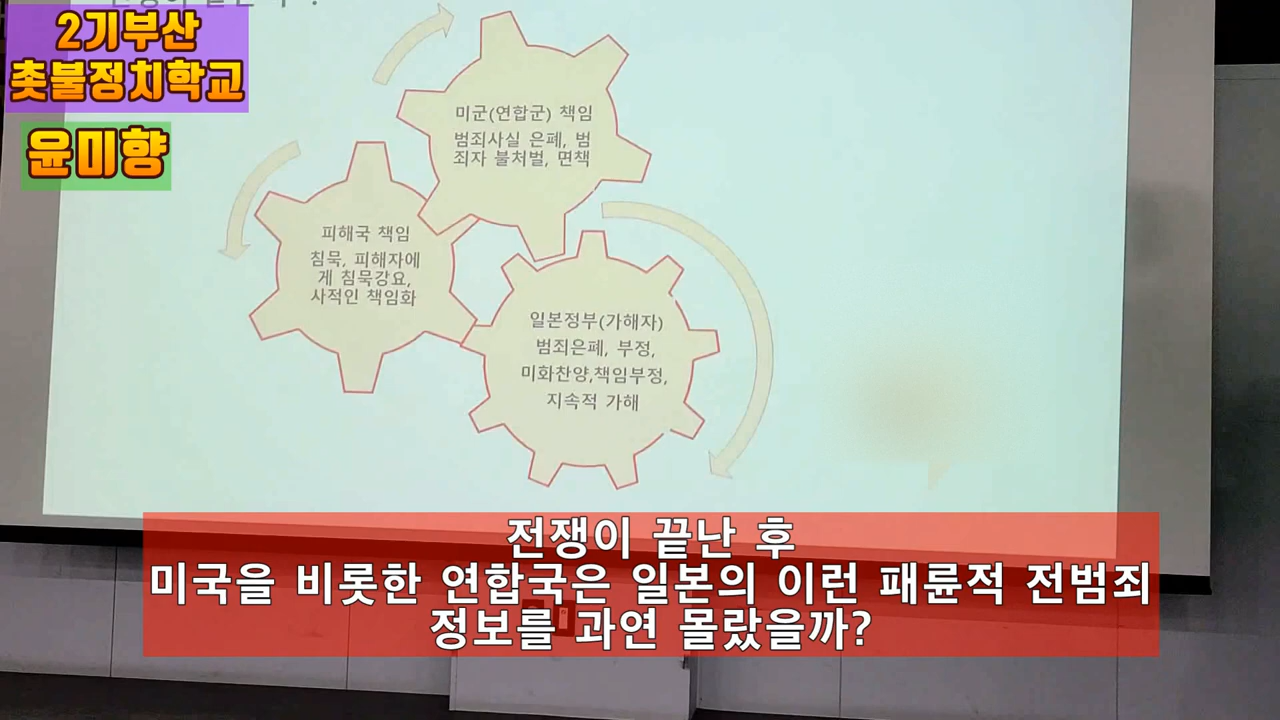 2기부산
촛불정치학교
윤미향
미군(연합군) 책임
범죄사실 은폐, 범
죄자 불처벌, 면책
피해국 책임
침묵, 피해자에
게 침묵강요,
사적인 책임화
일본정부(가해자)
범죄은폐, 부정,
미화찬양,책임부정,
지속적 가해
전쟁이 끝난 후
미국을 비롯한 연합국은 일본의 이런 패륜적 전범죄
정보를 과연 몰랐을까?